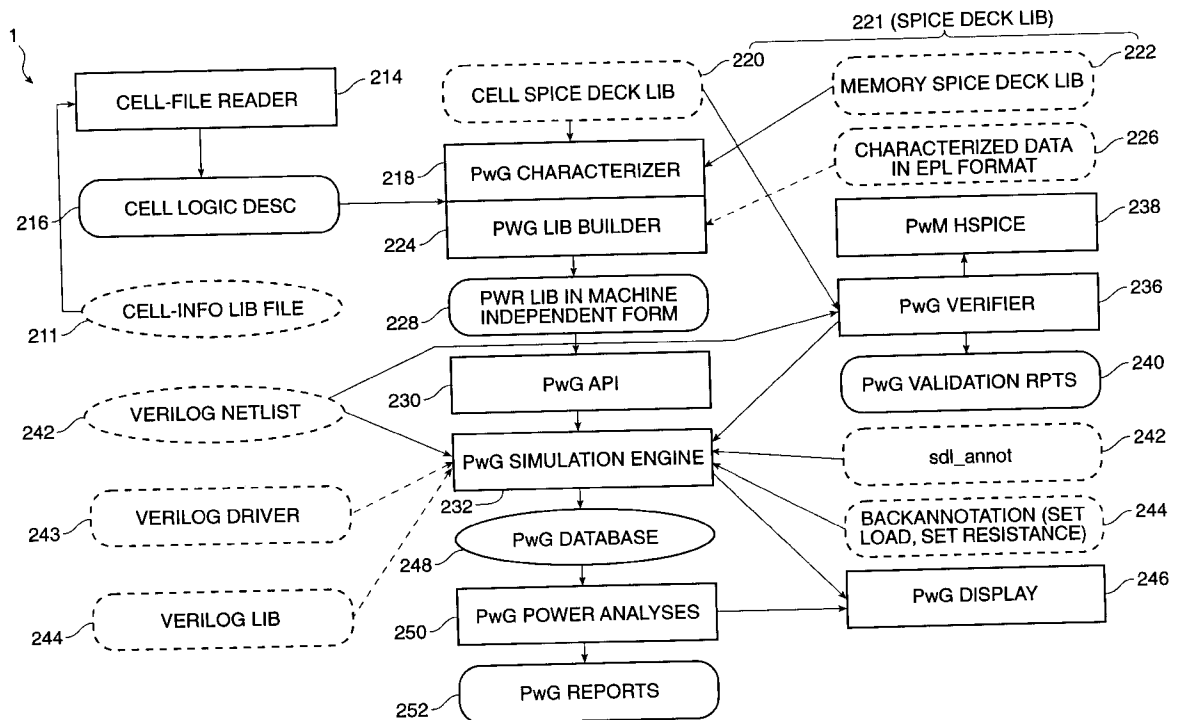 221 (SPICE DECK LIB)
1
214
220
222
CELL-FILE READER
CELL SPICE DECK LIB
MEMORY SPICE DECK LIB
226
CHARACTERIZED DATA
IN EPL FORMAT
218
PwG CHARACTERIZER
216
CELL LOGIC DESC
224
PWG LIB BUILDER
238
PwM HSPICE
211
CELL-INFO LIB FILE
228
PWR LIB IN MACHINE
INDEPENDENT FORM
236
PwG VERIFIER
230
PwG API
240
PwG VALIDATION RPTS
242
VERILOG NETLIST
PwG SIMULATION ENGINE
232
242
sdl_annot
243
VERILOG DRIVER
244
BACKANNOTATION (SET
LOAD, SET RESISTANCE)
248
PwG DATABASE
246
PwG DISPLAY
244
VERILOG LIB
250
PwG POWER ANALYSES
252
PwG REPORTS